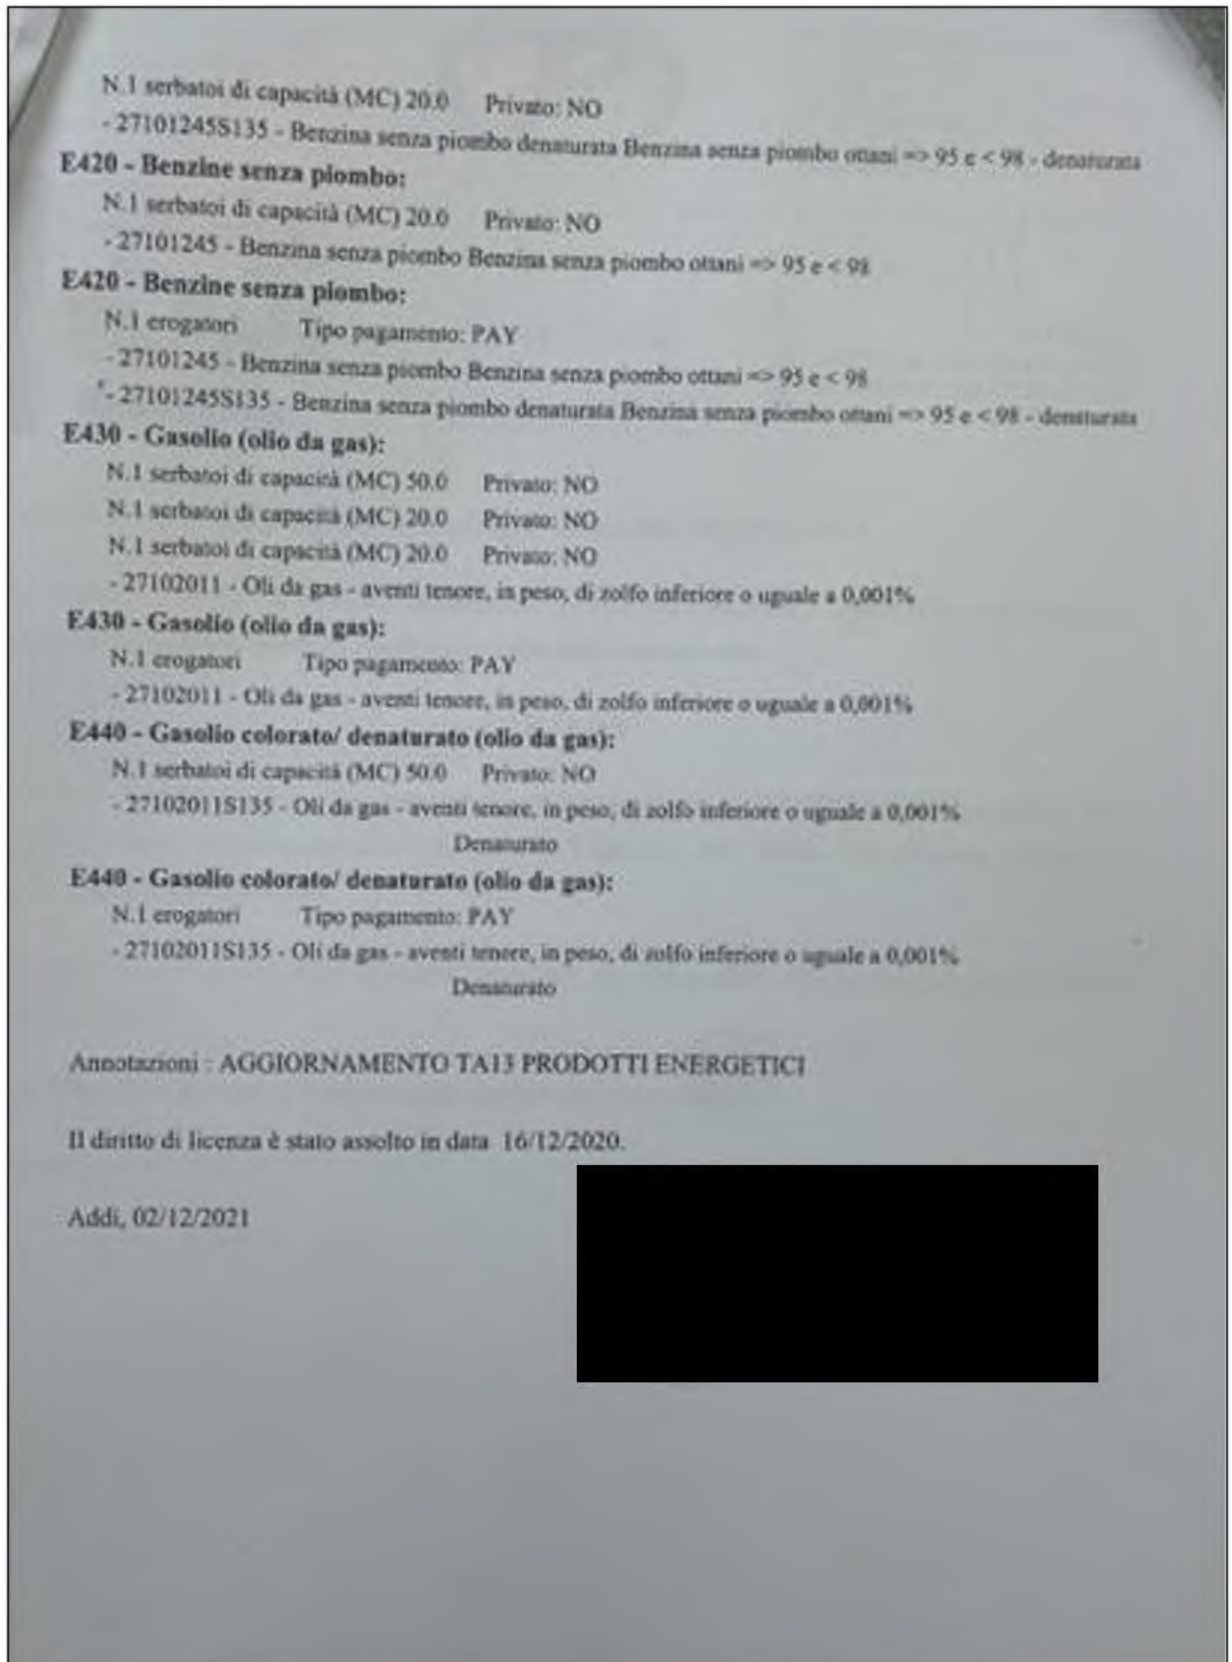 N.1 serbatoi di capacità (MC) 20.0 Privato: NO
- 27101245S135 - Benzina senza piombo denaturata Benzina senza piombo ottani => 95 e < 98 - denaturata
E420 - Benzine senza piombo:
N.1 serbatoi di capacità (MC) 20.0 Privato: NO
- 27101245 - Benzina senza piombo Benzina senza piombo ottani => 95 e < 98
E420 - Benzine senza piombo:
N.1 erogatori Tipo pagamento: PAY
- 27101245 - Benzina senza piombo Benzina senza piombo ottani => 95 e < 98
- 27101245S135 - Benzina senza piombo denaturata Benzina senza piombo ottani => 95 e < 98 - denaturata
E430 - Gasolio (olio da gas):
N.1 serbatoi di capacità (MC) 50.0 Privato: NO
N.1 serbatoi di capacità (MC) 20.0 Privato: NO
N.1 serbatoi di capacità (MC) 20.0 Privato: NO
- 27102011 - Oli da gas - aventi tenore, in peso, di zolfo inferiore o uguale a 0,001%
E430 - Gasolio (olio da gas):
N.1 erogatori Tipo pagamento: PAY
- 27102011 - Oli da gas - aventi tenore, in peso, di zolfo inferiore o uguale a 0,001%
E440 - Gasolio colorato/ denaturato (olio da gas):
N.1 serbatoi di capacità (MC) 50.0 Privato: NO
- 27102011S135 - Oli da gas - aventi tenore, in peso, di zolfo inferiore o uguale a 0,001%
Denaturato
E440 - Gasolio colorato/ denaturato (olio da gas):
N.1 erogatori Tipo pagamento: PAY
- 27102011S135 - Oli da gas - aventi tenore, in peso, di zolfo inferiore o uguale a 0,001%
Denaturato
Annotazioni : AGGIORNAMENTO TA13 PRODOTTI ENERGETICI
Il diritto di licenza è stato assolto in data 16/12/2020.
Addi, 02/12/2021